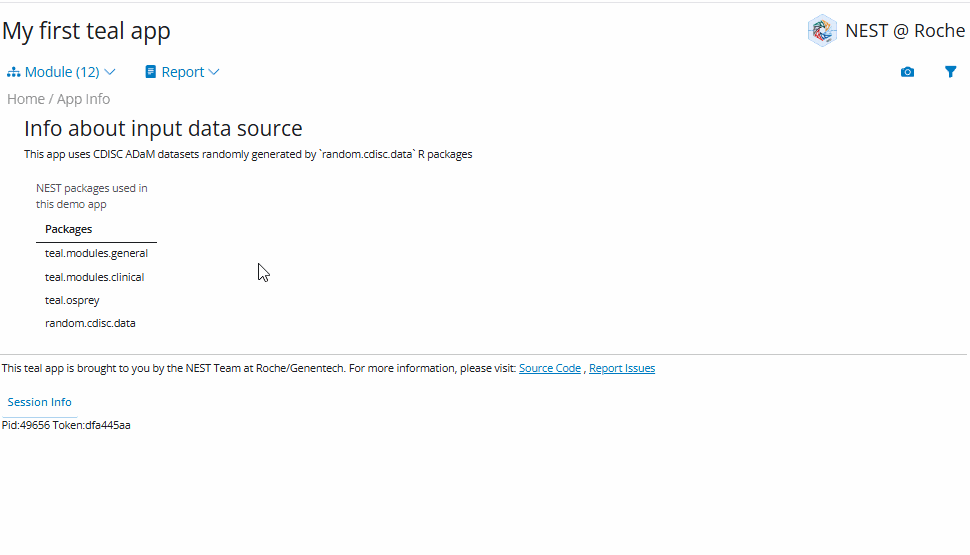 My first teal app
NEST @ Roche
Module (12)
Report
Home / App Info
Info about input data source
This app uses CDISC ADaM datasets randomly generated by `random.cdisc.data` R packages
NEST packages used in
this demo app
Packages
teal.modules.general
teal.modules.clinical
teal.osprey
random.cdisc.data
This teal app is brought to you by the NEST Team at Roche/Genentech. For more information, please visit: Source Code , Report Issues
Session Info
Pid:49656 Token:dfa445aa